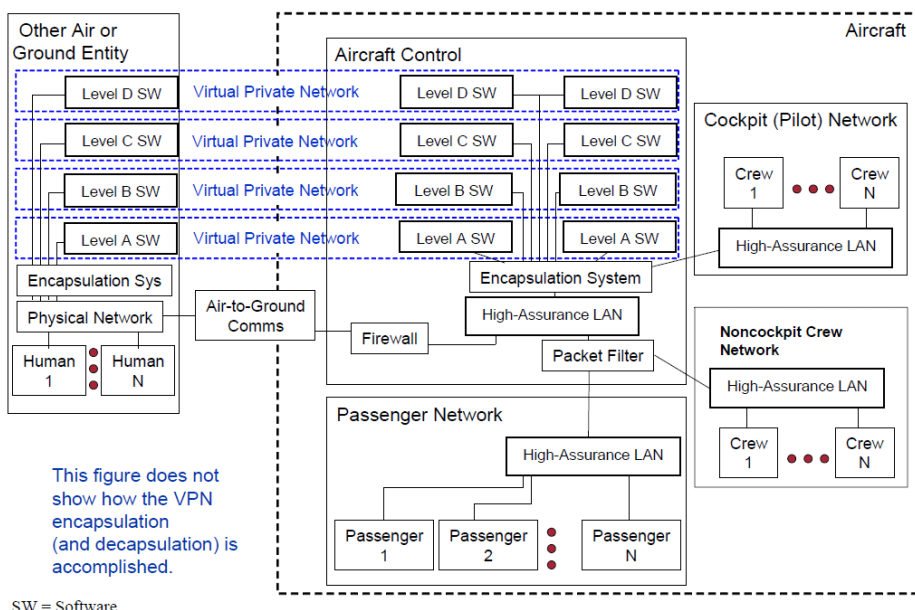 Other Air or
Ground Entity
Level D SW
Level C SW
Level B SW
Level A SW
Encapsulation Sys
Physical Network
Human
1
Human
N
Virtual Private Network
Virtual Private Network
Virtual Private Network
Virtual Private Network
Air-to-Ground
Comms
Aircraft
Aircraft Control
Level D SW
Level D SW
Level C SW
Level C SW
Level B SW
Level B SW
Level A SW
Level A SW
Encapsulation System
High-Assurance LAN
Firewall
Packet Filter
Cockpit (Pilot) Network
Crew
1
Crew
N
High-Assurance LAN
Noncockpit Crew
Network
High-Assurance LAN
Crew
1
Crew
N
Passenger Network
High-Assurance LAN
Passenger
1
Passenger
2
Passenger
N
This figure does not
show how the VPN
encapsulation
(and decapsulation) is
accomplished.
SW = Software